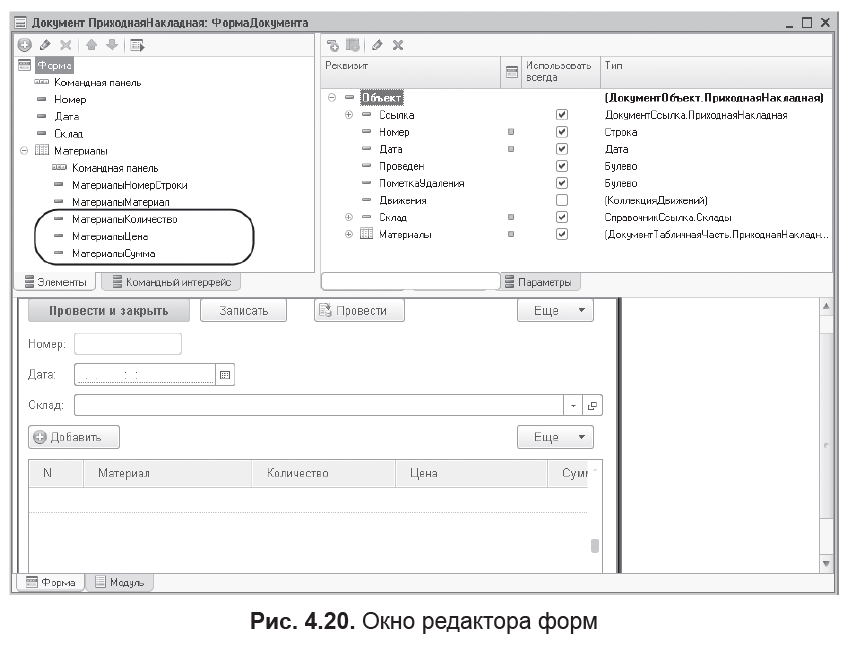 Документ ПриходнаяНакладная: ФормаДокумента
Форма
Командная панель
Номер
Дата
Склад
Материалы
Командная панель
МатериалыНомерСтроки
МатериалыМатериал
МатериалыКоличество
МатериалыЦена
МатериалыСумма
Элементы
Командный интерфейс
Реквизит
Использовать всегда
Тип
Объект
(ДокументОбъект.ПриходнаяНакладная)
Ссылка
ДокументСсылка.ПриходнаяНакладная
Номер
Строка
Дата
Дата
Проведен
Булево
ПометкаУдаления
Булево
Движения
(КоллекцияДвижений)
Склад
СправочникСсылка.Склады
Материалы
(ДокументТабличнаяЧасть.ПриходнаяНакладн...
Параметры
Провести и закрыть
Записать
Провести
Еще
Номер:
Дата:
. . : :
Склад:
Добавить
Еще
N
Материал
Количество
Цена
Сумм
Форма
Модуль
Рис. 4.20. Окно редактора форм